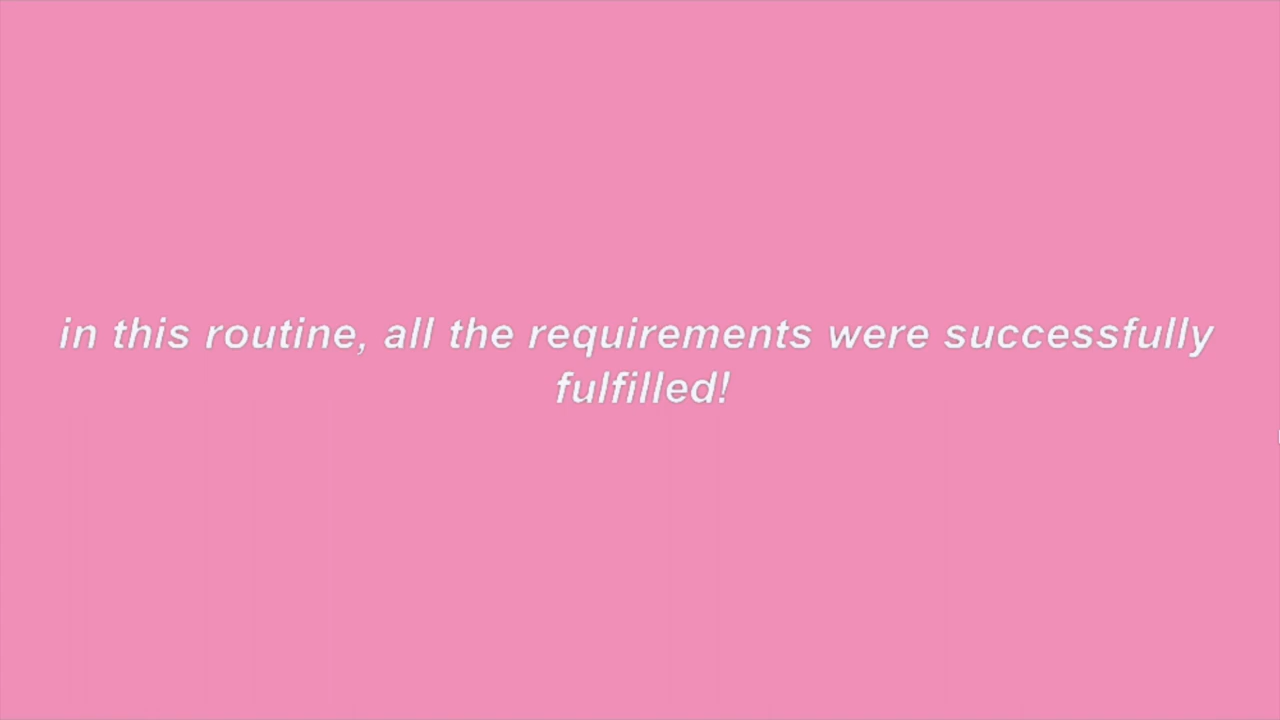 in this routine, all the requirements were successfully
fulfilled!